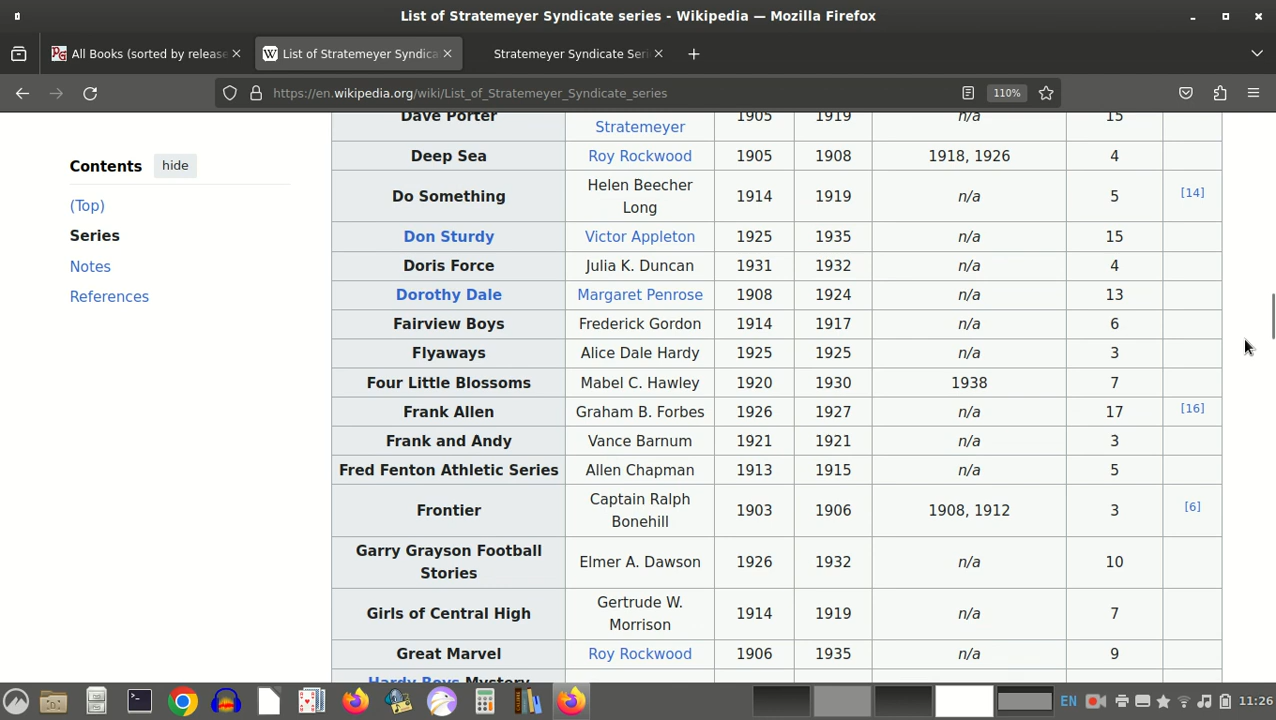 List of Stratemeyer Syndicate series - Wikipedia — Mozilla Firefox
All Books (sorted by release
List of Stratemeyer Syndica
Stratemeyer Syndicate Seri
https://en.wikipedia.org/wiki/List_of_Stratemeyer_Syndicate_series
110%
Contents hide
(Top)
Series
Notes
References
Dave Porter Stratemeyer 1905 1919 n/a 15
Deep Sea Roy Rockwood 1905 1908 1918, 1926 4
Do Something Helen Beecher Long 1914 1919 n/a 5 [14]
Don Sturdy Victor Appleton 1925 1935 n/a 15
Doris Force Julia K. Duncan 1931 1932 n/a 4
Dorothy Dale Margaret Penrose 1908 1924 n/a 13
Fairview Boys Frederick Gordon 1914 1917 n/a 6
Flyaways Alice Dale Hardy 1925 1925 n/a 3
Four Little Blossoms Mabel C. Hawley 1920 1930 1938 7
Frank Allen Graham B. Forbes 1926 1927 n/a 17 [16]
Frank and Andy Vance Barnum 1921 1921 n/a 3
Fred Fenton Athletic Series Allen Chapman 1913 1915 n/a 5
Frontier Captain Ralph Bonehill 1903 1906 1908, 1912 3 [6]
Garry Grayson Football Stories Elmer A. Dawson 1926 1932 n/a 10
Girls of Central High Gertrude W. Morrison 1914 1919 n/a 7
Great Marvel Roy Rockwood 1906 1935 n/a 9
Hardy Boys Mystery
EN 11:26